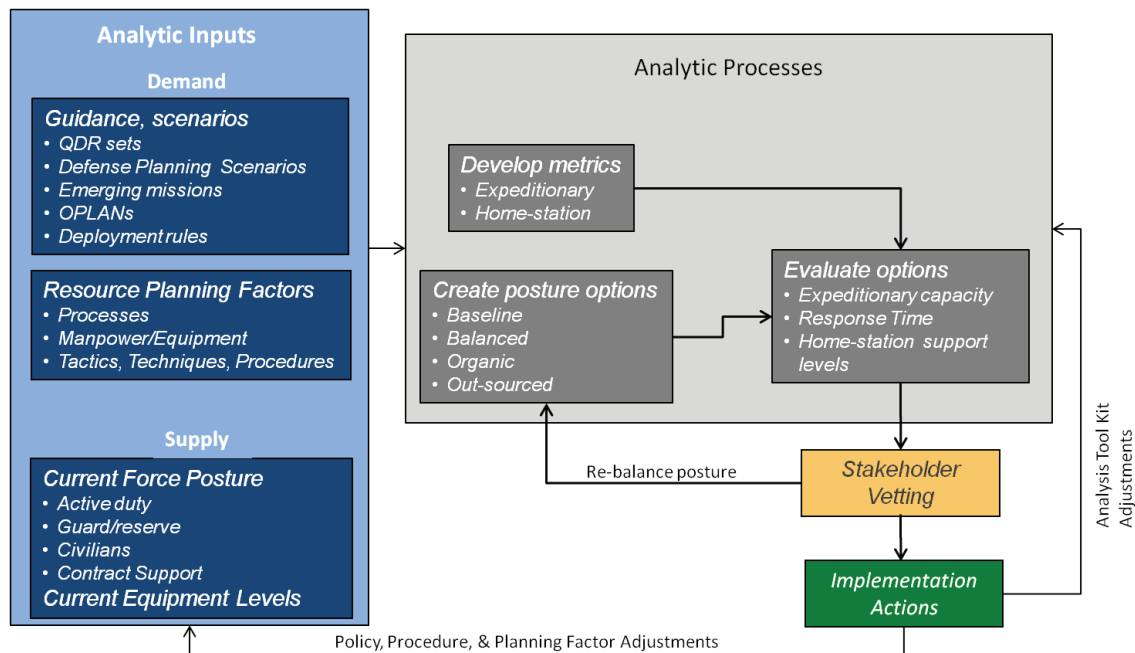 Analytic Inputs
Demand
Guidance, scenarios
• QDR sets
• Defense Planning Scenarios
• Emerging missions
• OPLANs
• Deployment rules
Resource Planning Factors
• Processes
• Manpower/Equipment
• Tactics, Techniques, Procedures
Supply
Current Force Posture
• Active duty
• Guard/reserve
• Civilians
• Contract Support
Current Equipment Levels
Analytic Processes
Develop metrics
• Expeditionary
• Home-station
Create posture options
• Baseline
• Balanced
• Organic
• Out-sourced
Evaluate options
• Expeditionary capacity
• Response Time
• Home-station support
levels
Re-balance posture
Stakeholder
Vetting
Implementation
Actions
Analysis Tool Kit
Adjustments
Policy, Procedure, & Planning Factor Adjustments